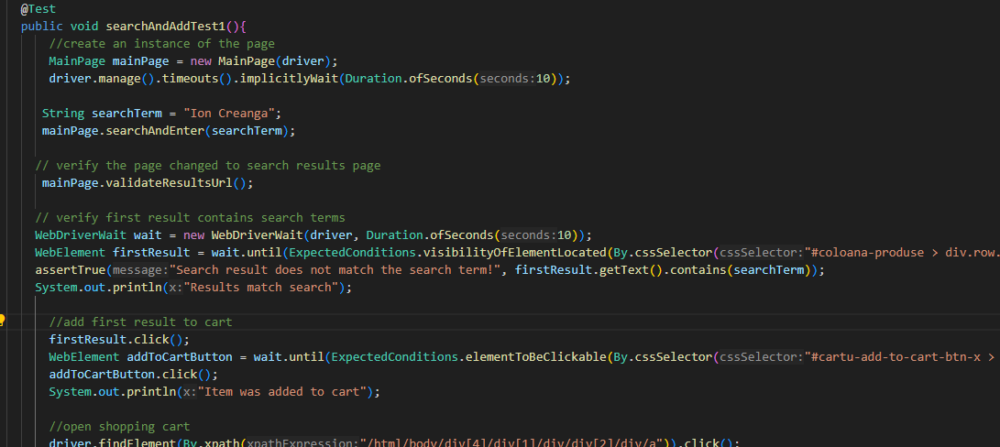 @Test
public void searchAndAddTest1(){
//create an instance of the page
MainPage mainPage = new MainPage(driver);
driver.manage().timeouts().implicitlyWait(Duration.ofSeconds(seconds:10));
String searchTerm = "Ion Creanga";
mainPage.searchAndEnter(searchTerm);
// verify the page changed to search results page
mainPage.validateResultsUrl();
// verify first result contains search terms
WebDriverWait wait = new WebDriverWait(driver, Duration.ofSeconds(seconds:10));
WebElement firstResult = wait.until(ExpectedConditions.visibilityOfElementLocated(By.cssSelector(cssSelector:"#coloana-produse > div.row.
assertTrue(message:"Search result does not match the search term!", firstResult.getText().contains(searchTerm));
System.out.println(x:"Results match search");
//add first result to cart
firstResult.click();
WebElement addToCartButton = wait.until(ExpectedConditions.elementToBeClickable(By.cssSelector(cssSelector:"#cartu-add-to-cart-btn-x >
addToCartButton.click();
System.out.println(x:"Item was added to cart");
//open shopping cart
driver.findElement(By.xpath(xpathExpression:"/html/body/div[4]/div[1]/div/div[2]/div/a")).click();